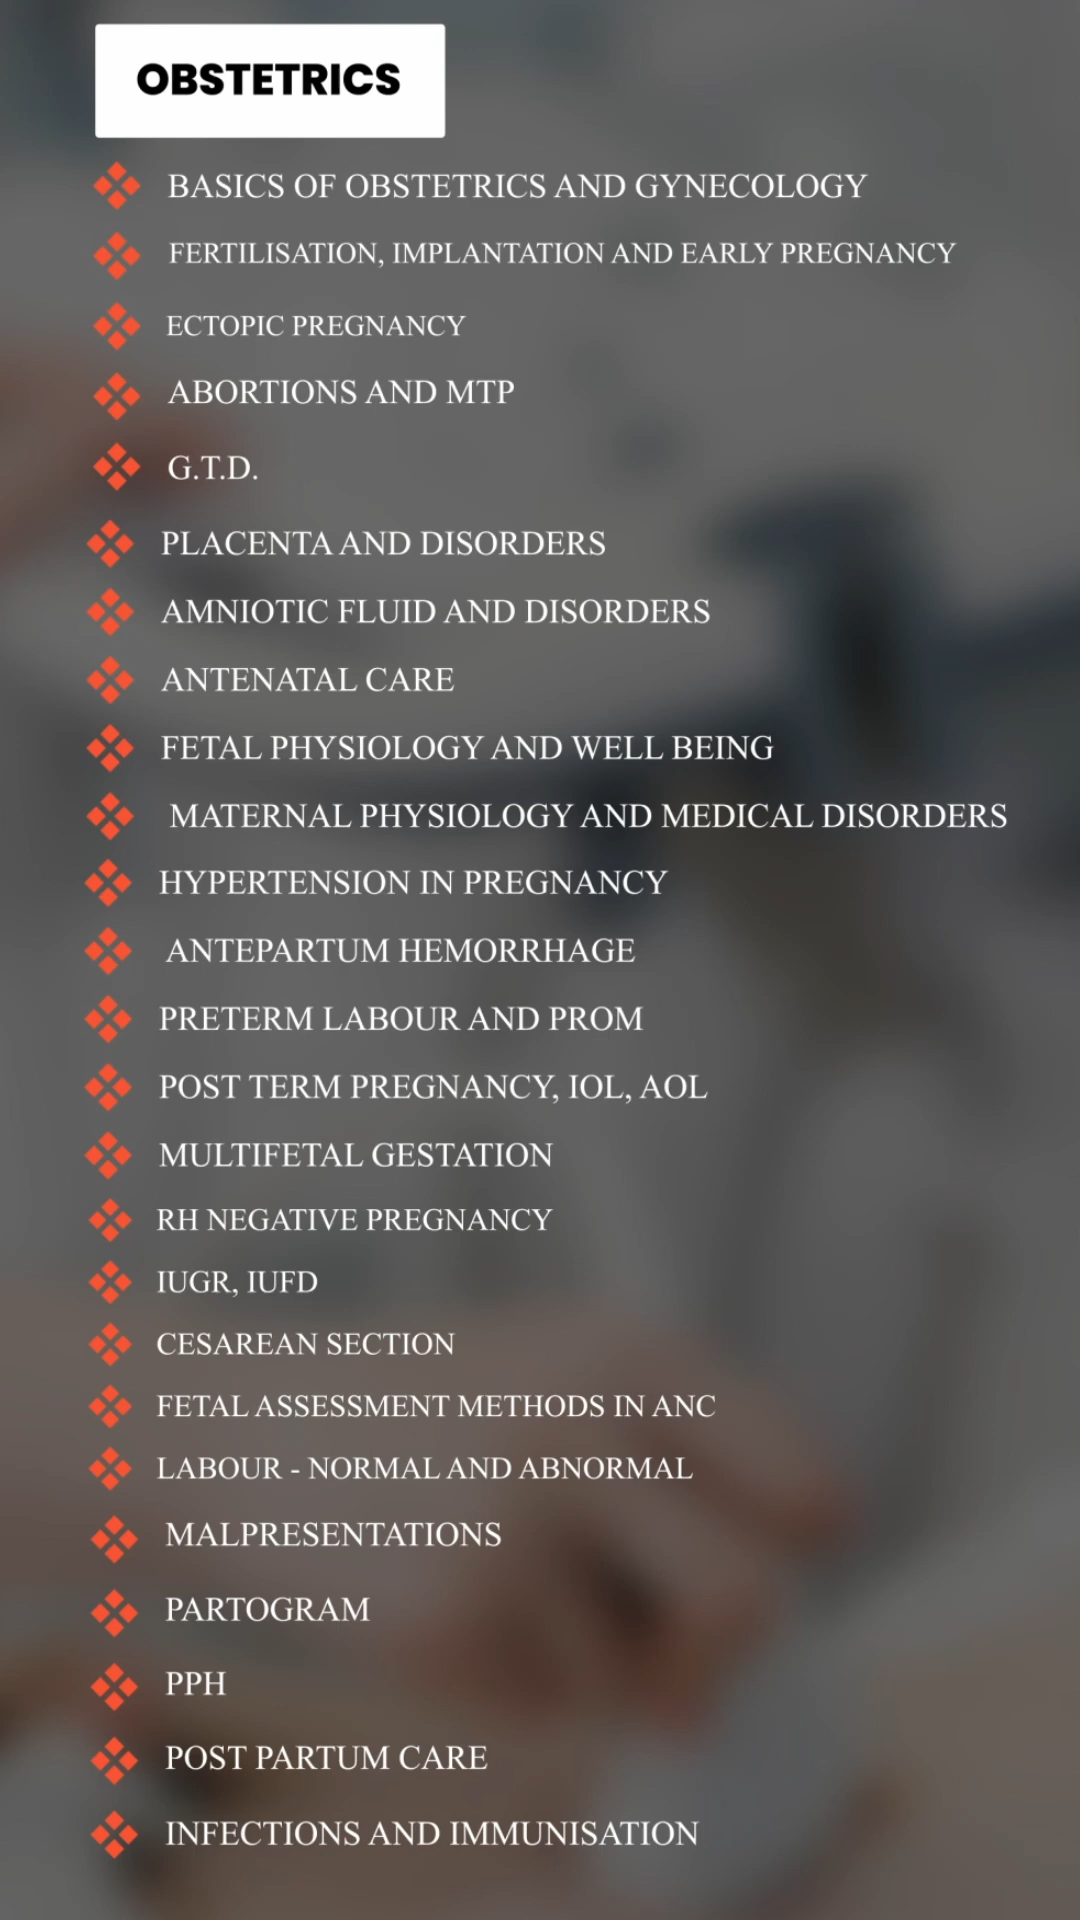 OBSTETRICS
BASICS OF OBSTETRICS AND GYNECOLOGY
FERTILISATION, IMPLANTATION AND EARLY PREGNANCY
ECTOPIC PREGNANCY
ABORTIONS AND MTP
G.T.D.
PLACENTA AND DISORDERS
AMNIOTIC FLUID AND DISORDERS
ANTENATAL CARE
FETAL PHYSIOLOGY AND WELL BEING
MATERNAL PHYSIOLOGY AND MEDICAL DISORDERS
HYPERTENSION IN PREGNANCY
ANTEPARTUM HEMORRHAGE
PRETERM LABOUR AND PROM
POST TERM PREGNANCY, IOL, AOL
MULTIFETAL GESTATION
RH NEGATIVE PREGNANCY
IUGR, IUFD
CESAREAN SECTION
FETAL ASSESSMENT METHODS IN ANC
LABOUR - NORMAL AND ABNORMAL
MALPRESENTATIONS
PARTOGRAM
PPH
POST PARTUM CARE
INFECTIONS AND IMMUNISATION